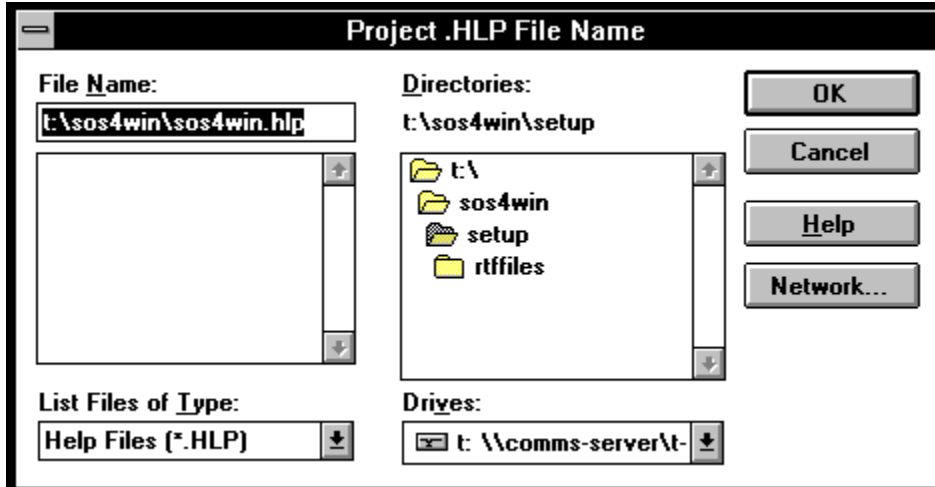 Project .HLP File Name
File Name:
t:\sos4win\sos4win.hlp
Directories:
t:\sos4win\setup
t:\
sos4win
setup
rtffiles
OK
Cancel
Help
Network...
List Files of Type:
Help Files (*.HLP)
Drives:
t: \\comms-server\t-